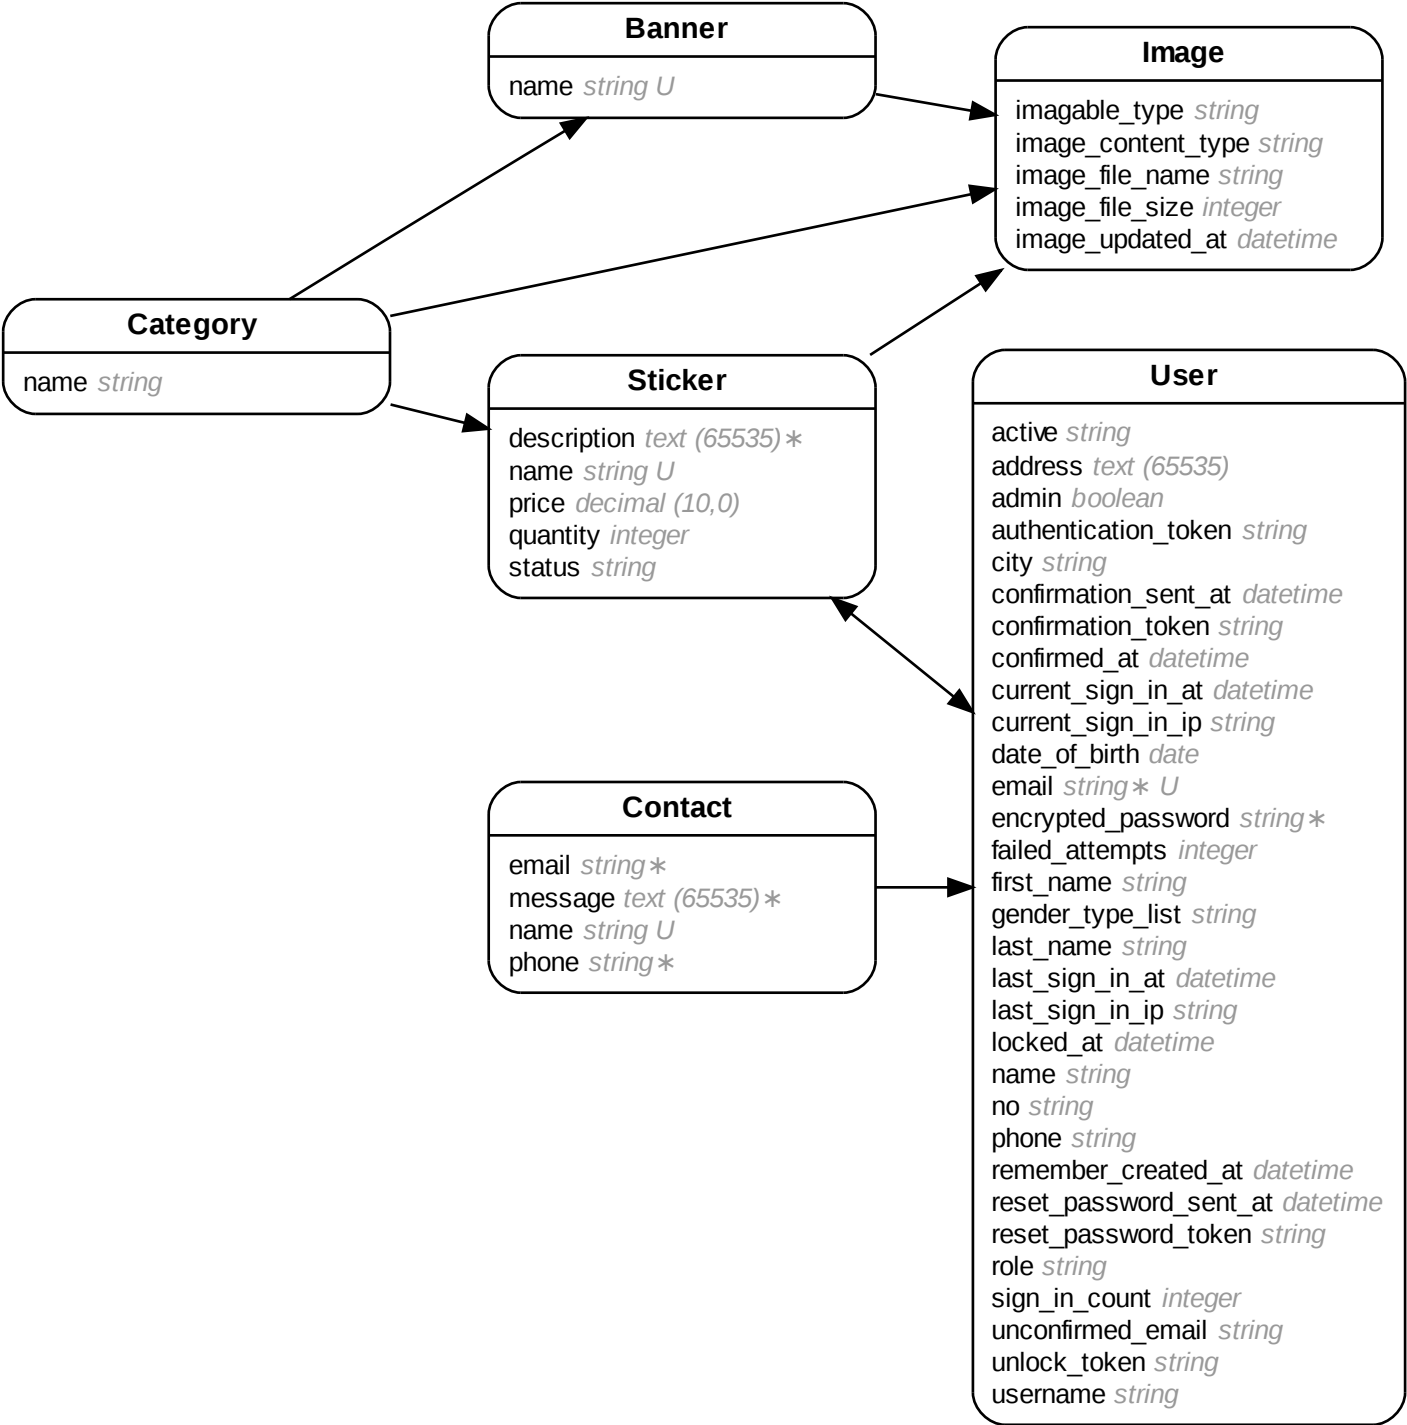 Banner
name string U
Image
imagable_type string
image_content_type string
image_file_name string
image_file_size integer
image_updated_at datetime
Category
name string
Sticker
description text (65535)∗
name string U
price decimal (10,0)
quantity integer
status string
User
active string
address text (65535)
admin boolean
authentication_token string
city string
confirmation_sent_at datetime
confirmation_token string
confirmed_at datetime
current_sign_in_at datetime
current_sign_in_ip string
date_of_birth date
email string∗ U
encrypted_password string∗
failed_attempts integer
first_name string
gender_type_list string
last_name string
last_sign_in_at datetime
last_sign_in_ip string
locked_at datetime
name string
no string
phone string
remember_created_at datetime
reset_password_sent_at datetime
reset_password_token string
role string
sign_in_count integer
unconfirmed_email string
unlock_token string
username string
Contact
email string∗
message text (65535)∗
name string U
phone string∗